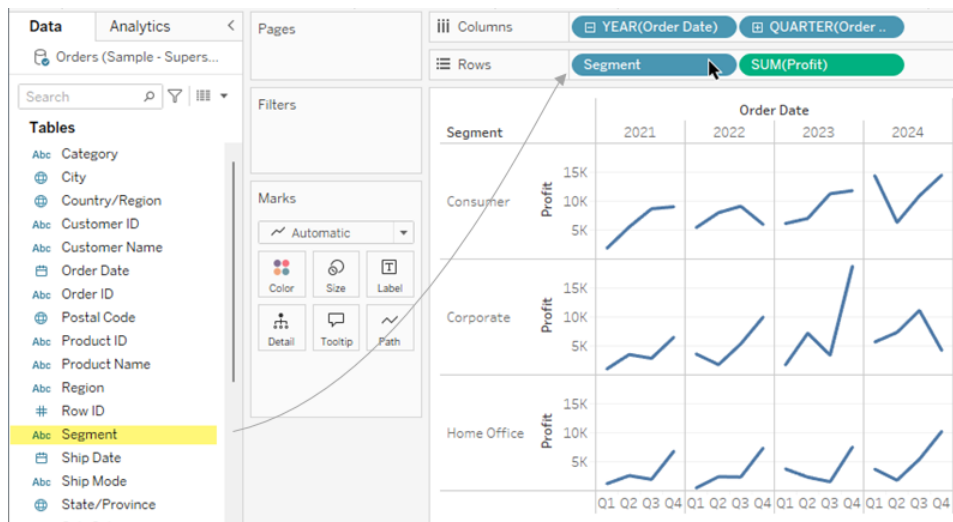 Data
Analytics
Orders (Sample - Supers...
Search
Tables
Abc Category
City
Country/Region
Abc Customer ID
Abc Customer Name
Order Date
Abc Order ID
Postal Code
Abc Product ID
Abc Product Name
Abc Region
# Row ID
Abc Segment
Ship Date
Abc Ship Mode
State/Province
Pages
Filters
Marks
Automatic
Color Size Label
Detail Tooltip Path
Columns
YEAR(Order Date) QUARTER(Order ..
Rows
Segment SUM(Profit)
Order Date
Segment 2021 2022 2023 2024
Consumer
Profit
15K
10K
5K
Corporate
Profit
15K
10K
5K
Home Office
Profit
15K
10K
5K
Q1 Q2 Q3 Q4 Q1 Q2 Q3 Q4 Q1 Q2 Q3 Q4 Q1 Q2 Q3 Q4